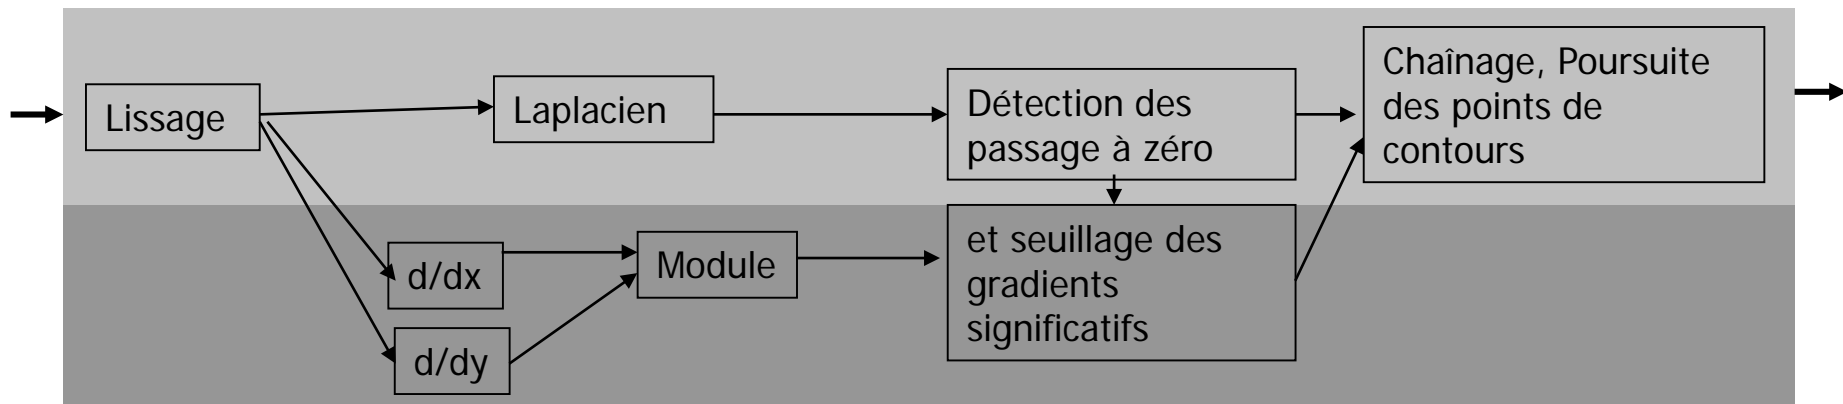 Lissage
Laplacien
Détection des
passage à zéro
Chaînage, Poursuite
des points de
contours
d/dx
d/dy
Module
et seuillage des
gradients
significatifs